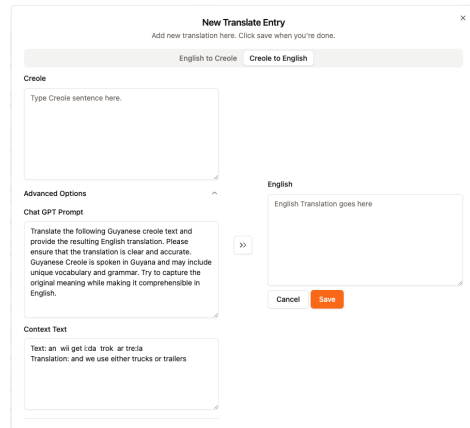 New Translate Entry
×
Add new translation here. Click save when you're done.
English to Creole Creole to English
Creole
Type Creole sentence here.
Advanced Options
Chat GPT Prompt
Translate the following Guyanese creole text and
provide the resulting English translation. Please
ensure that the translation is clear and accurate.
Guyanese Creole is spoken in Guyana and may include
unique vocabulary and grammar. Try to capture the
original meaning while making it comprehensible in
English.
Context Text
Text: an wii get i:da trok ar tre:la
Translation: and we use either trucks or trailers
>>
English
English Translation goes here
Cancel Save